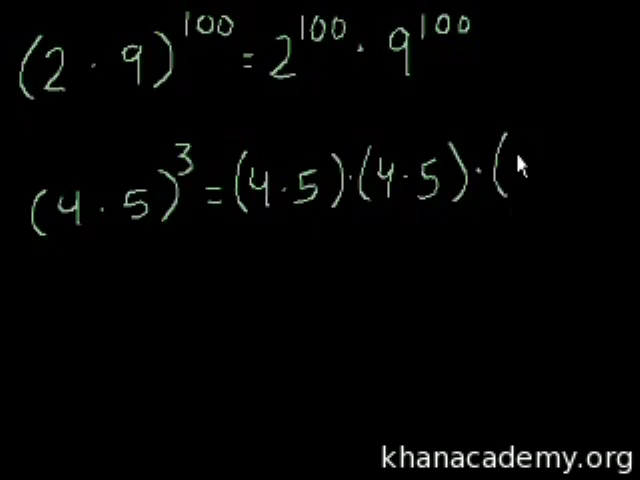 (2 · 9)^100 = 2^100 · 9^100
(4 · 5)^3 = (4 · 5) · (4 · 5) · (
khanacademy.org